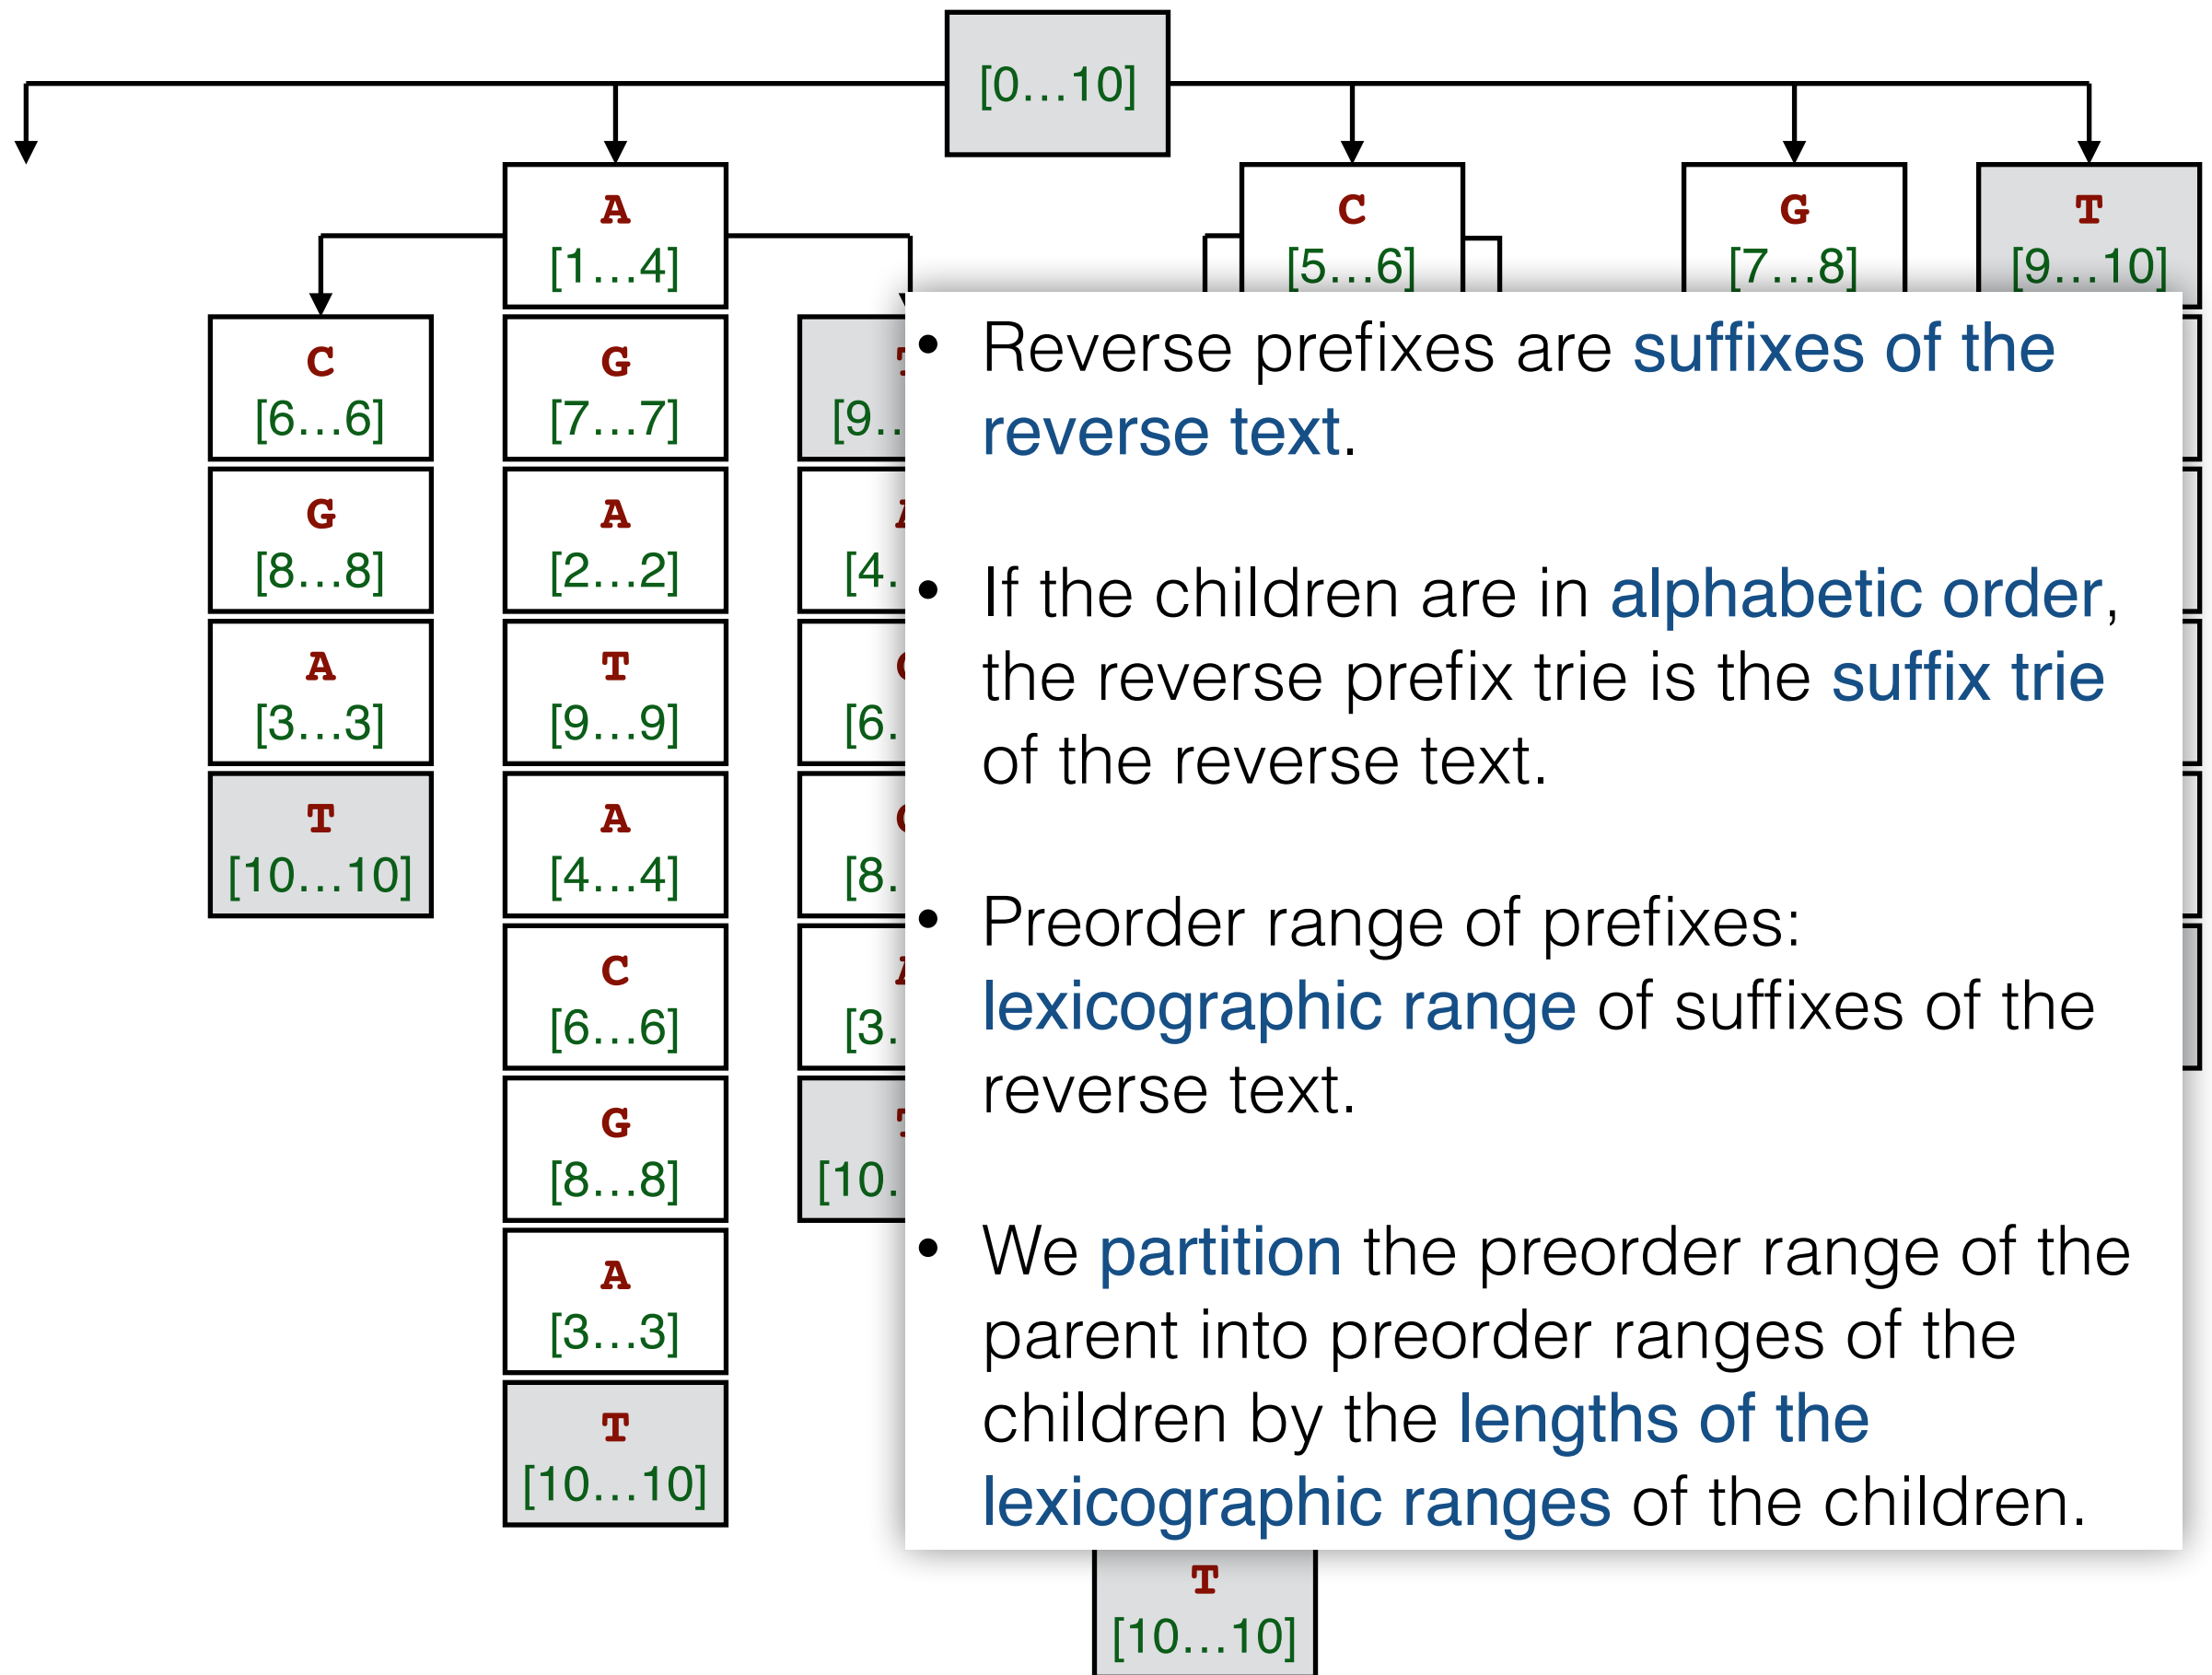 [0…10]
A
[1…4]
C
[5…6]
G
[7…8]
T
[9…10]
C
[6…6]
G
[8…8]
A
[3…3]
T
[10…10]
G
[7…7]
A
[2…2]
T
[9…9]
A
[4…4]
C
[6…6]
G
[8…8]
A
[3…3]
T
[10…10]
• Reverse prefixes are suffixes of the
reverse text.
• If the children are in alphabetic order,
the reverse prefix trie is the suffix trie
of the reverse text.
• Preorder range of prefixes:
lexicographic range of suffixes of the
reverse text.
• We partition the preorder range of the
parent into preorder ranges of the
children by the lengths of the
lexicographic ranges of the children.
T
[10…10]